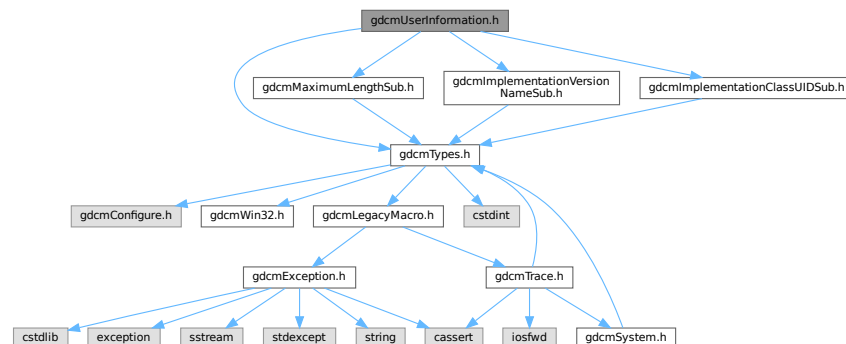 gdcmUserInformation.h
gdcmMaximumLengthSub.h
gdcmImplementationVersion
NameSub.h
gdcmImplementationClassUIDSub.h
gdcmTypes.h
gdcmConfigure.h
gdcmWin32.h
gdcmLegacyMacro.h
cstdint
gdcmException.h
gdcmTrace.h
cstdlib
exception
sstream
stdexcept
string
cassert
iosfwd
gdcmSystem.h